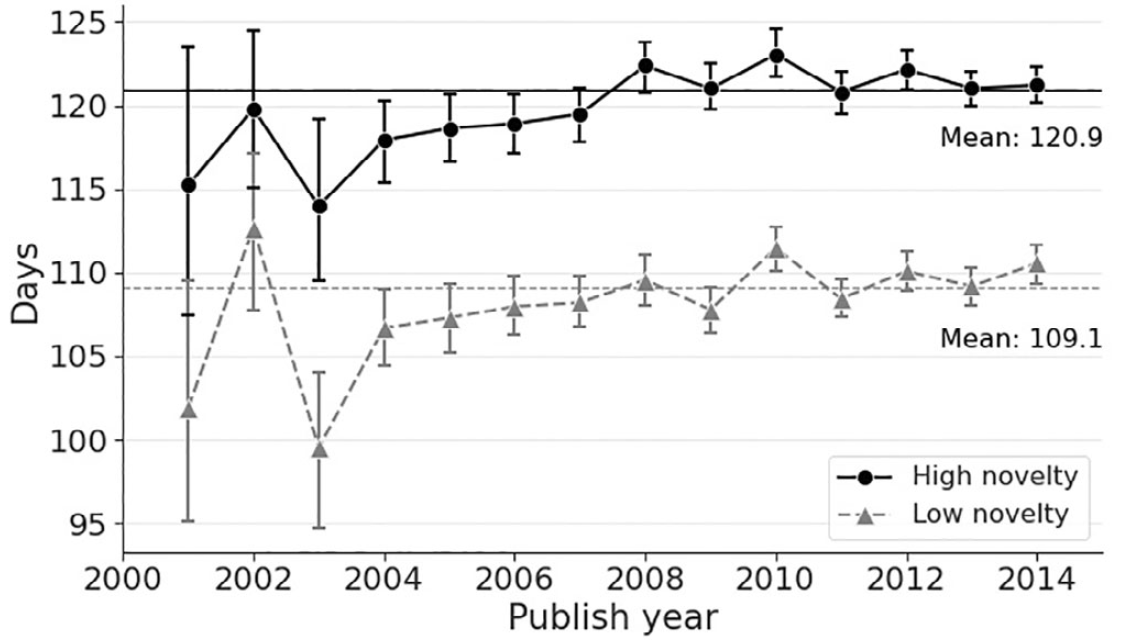 125
120
115
110
105
100
95
Days
Mean: 120.9
Mean: 109.1
High novelty
Low novelty
2000 2002 2004 2006 2008 2010 2012 2014
Publish year